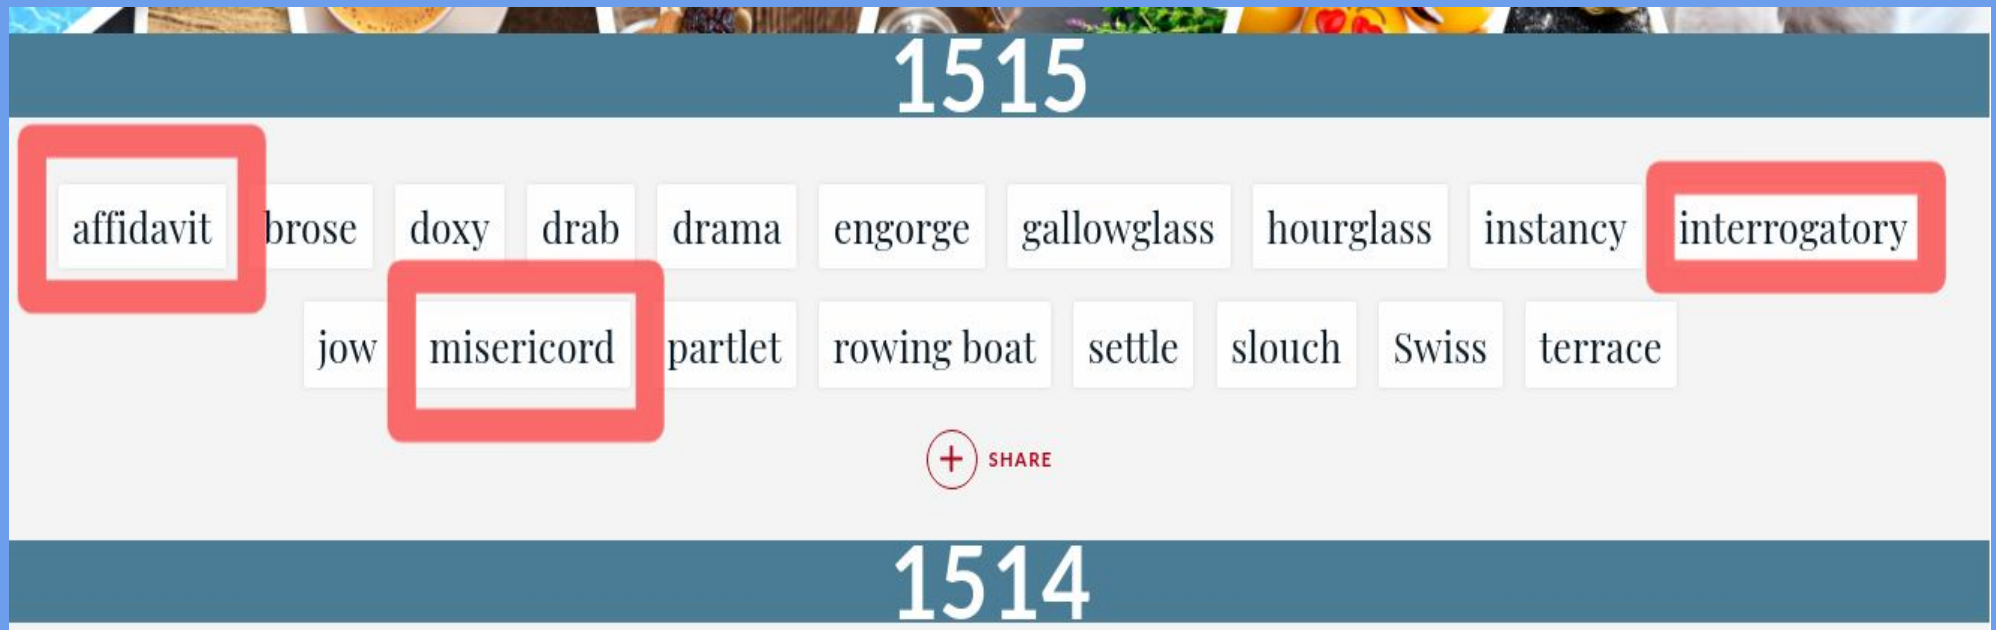 1515
affidavit brose doxy drab drama engorge gallowglass hourglass instancy interrogatory
jow misericord partlet rowing boat settle slouch Swiss terrace
+ SHARE
1514